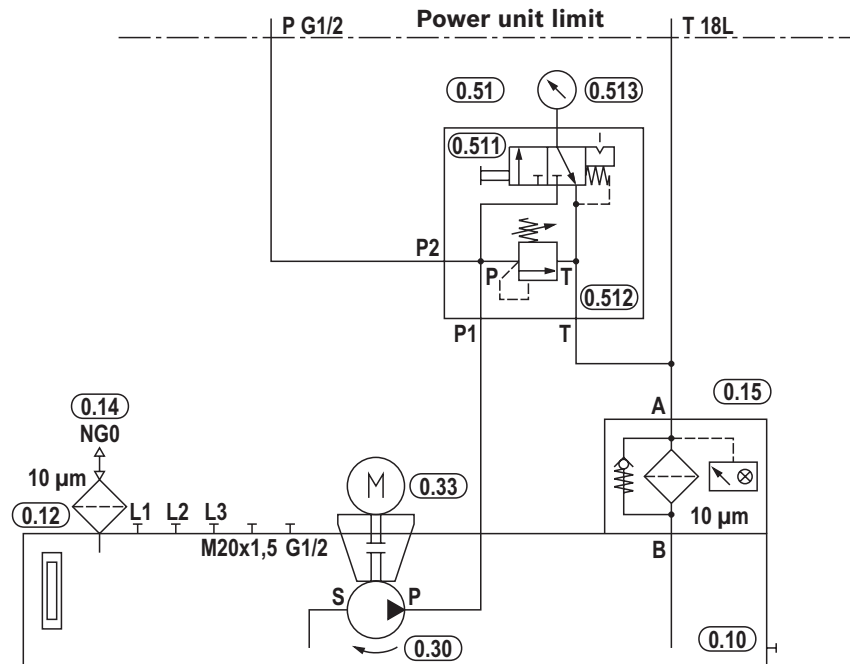 P G1/2
Power unit limit
T 18L
0.51
0.513
0.511
P2
P
T
0.512
P1
T
0.14
NG0
A
0.15
10 µm
0.33
M
0.12
L1
L2
L3
10 µm
M20x1,5
G1/2
B
S
P
0.30
0.10